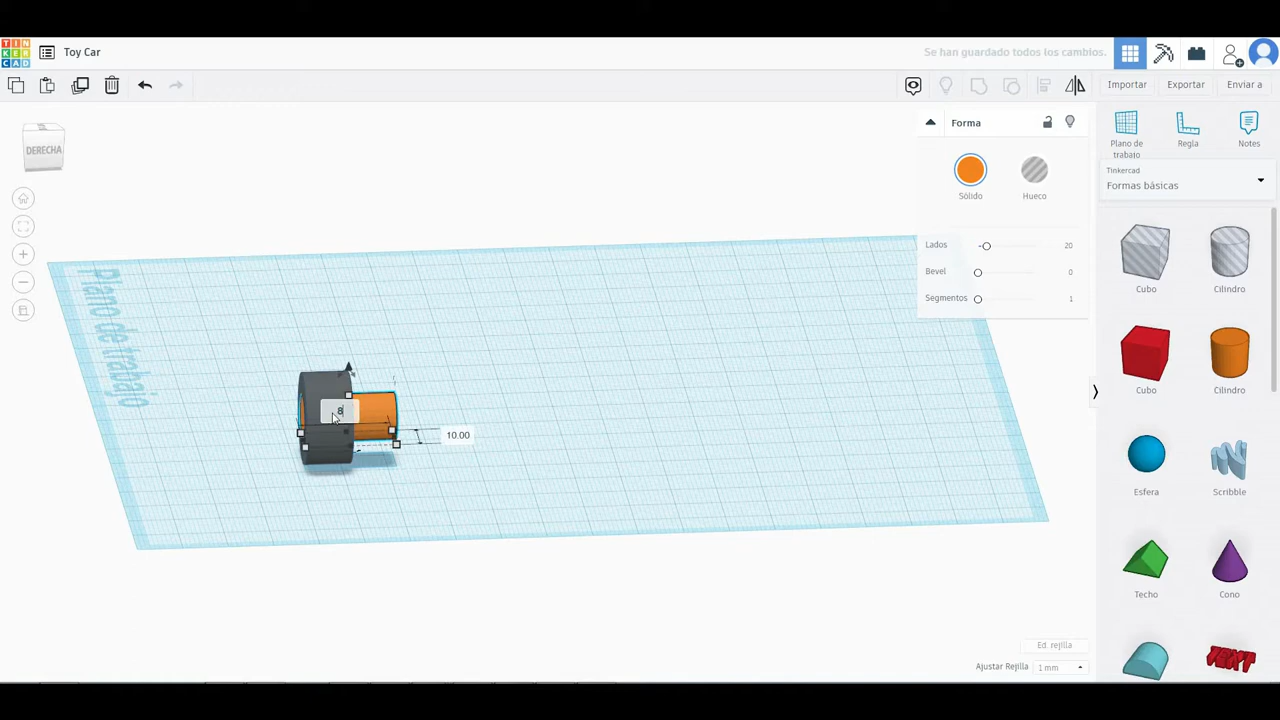 TIN
KER
CAD
Toy Car
Se han guardado todos los cambios.
Importar
Exportar
Enviar a
DERECHA
Forma
Sólido
Hueco
Lados
20
Bevel
0
Segmentos
1
Plano de trabajo
Regla
Notes
Tinkercad
Formas básicas
Cubo
Cilindro
Cubo
Cilindro
Esfera
Scribble
Techo
Cono
TEXT
Plano de trabajo
8
10.00
Ed. rejilla
Ajustar Rejilla
1 mm